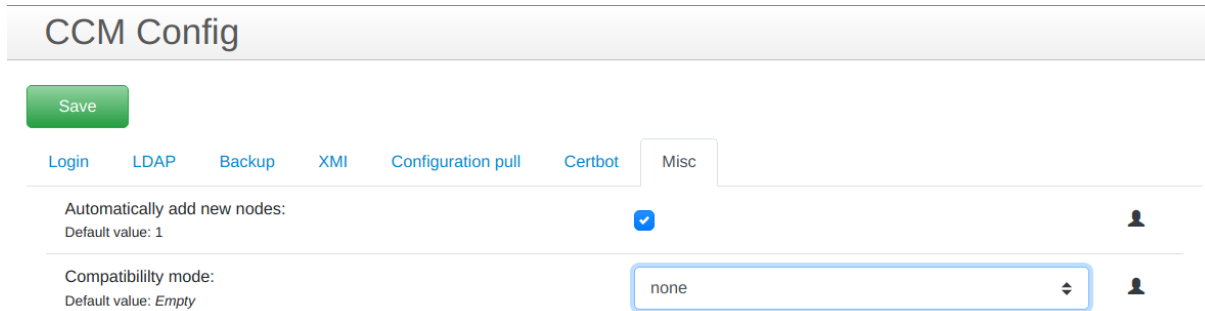 CCM Config
Save
Login LDAP Backup XMI Configuration pull Certbot Misc
Automatically add new nodes:
Default value: 1
Compatibililty mode:
none
Default value: Empty